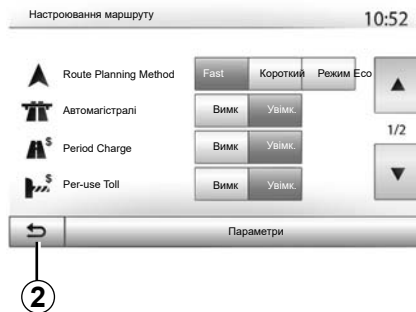 Настроювання маршруту 10:52
Route Planning Method Fast Короткий Режим Eco
Автомагістралі Вимк Увімк.
1/2
$ Period Charge Вимк Увімк.
$ Per-use Toll Вимк Увімк.
Параметри
2